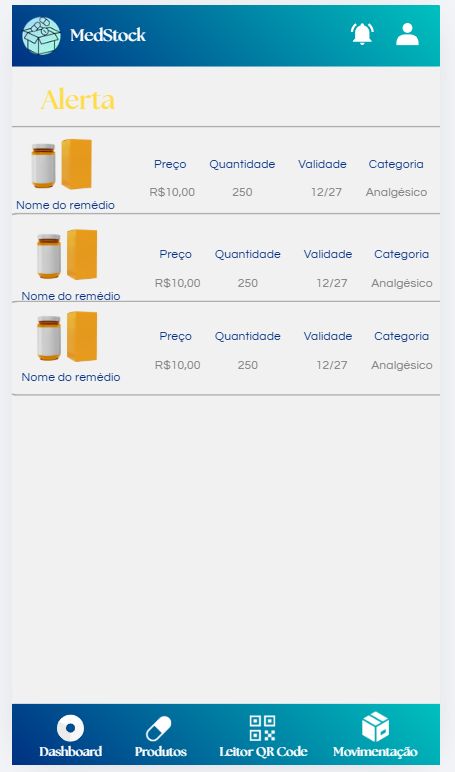 MedStock
Alerta
Preço Quantidade Validade Categoria
R$10,00 250 12/27 Analgésico
Nome do remédio
Preço Quantidade Validade Categoria
R$10,00 250 12/27 Analgésico
Nome do remédio
Preço Quantidade Validade Categoria
R$10,00 250 12/27 Analgésico
Nome do remédio
Dashboard Produtos Leitor QR Code Movimentação